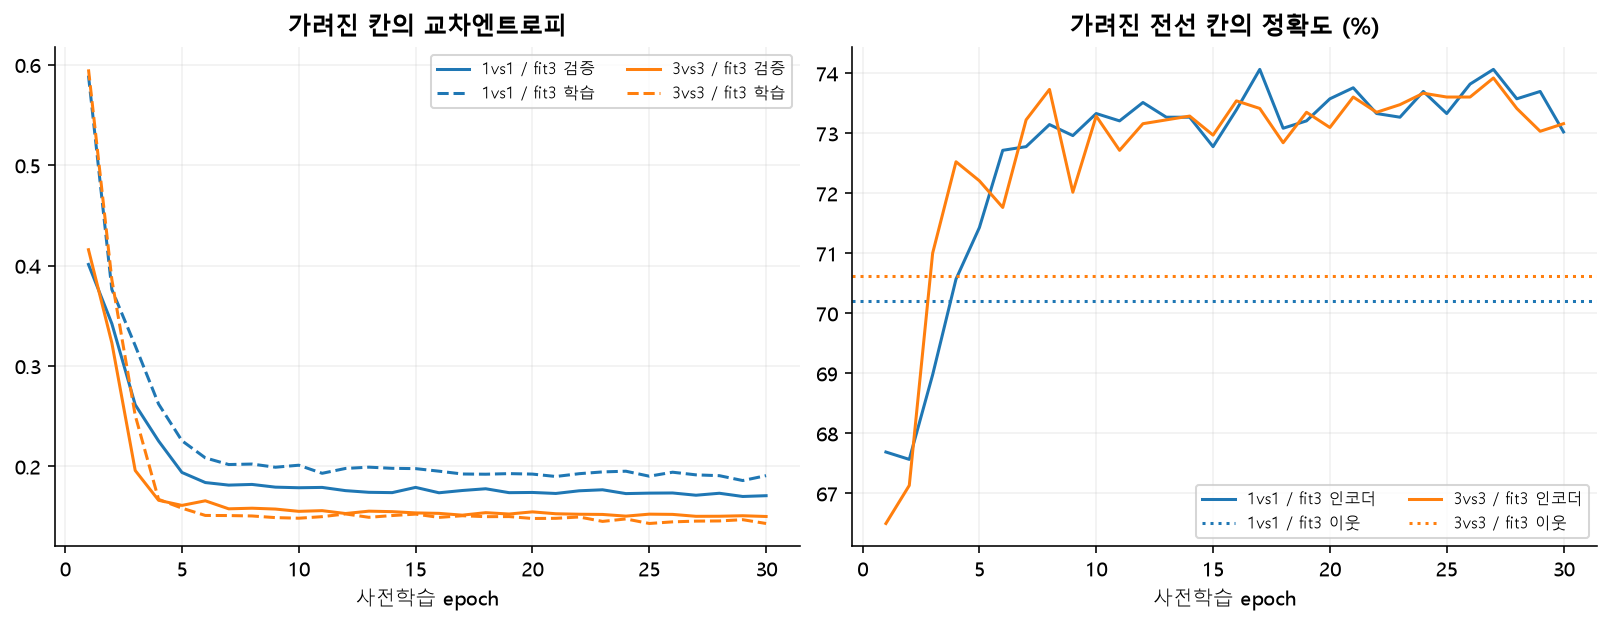 가려진 칸의 교차엔트로피
1vs1 / fit3 검증
1vs1 / fit3 학습
3vs3 / fit3 검증
3vs3 / fit3 학습
0.6
0.5
0.4
0.3
0.2
0 5 10 15 20 25 30
사전학습 epoch
가려진 전선 칸의 정확도 (%)
74
73
72
71
70
69
68
67
1vs1 / fit3 인코더
1vs1 / fit3 이웃
3vs3 / fit3 인코더
3vs3 / fit3 이웃
0 5 10 15 20 25 30
사전학습 epoch